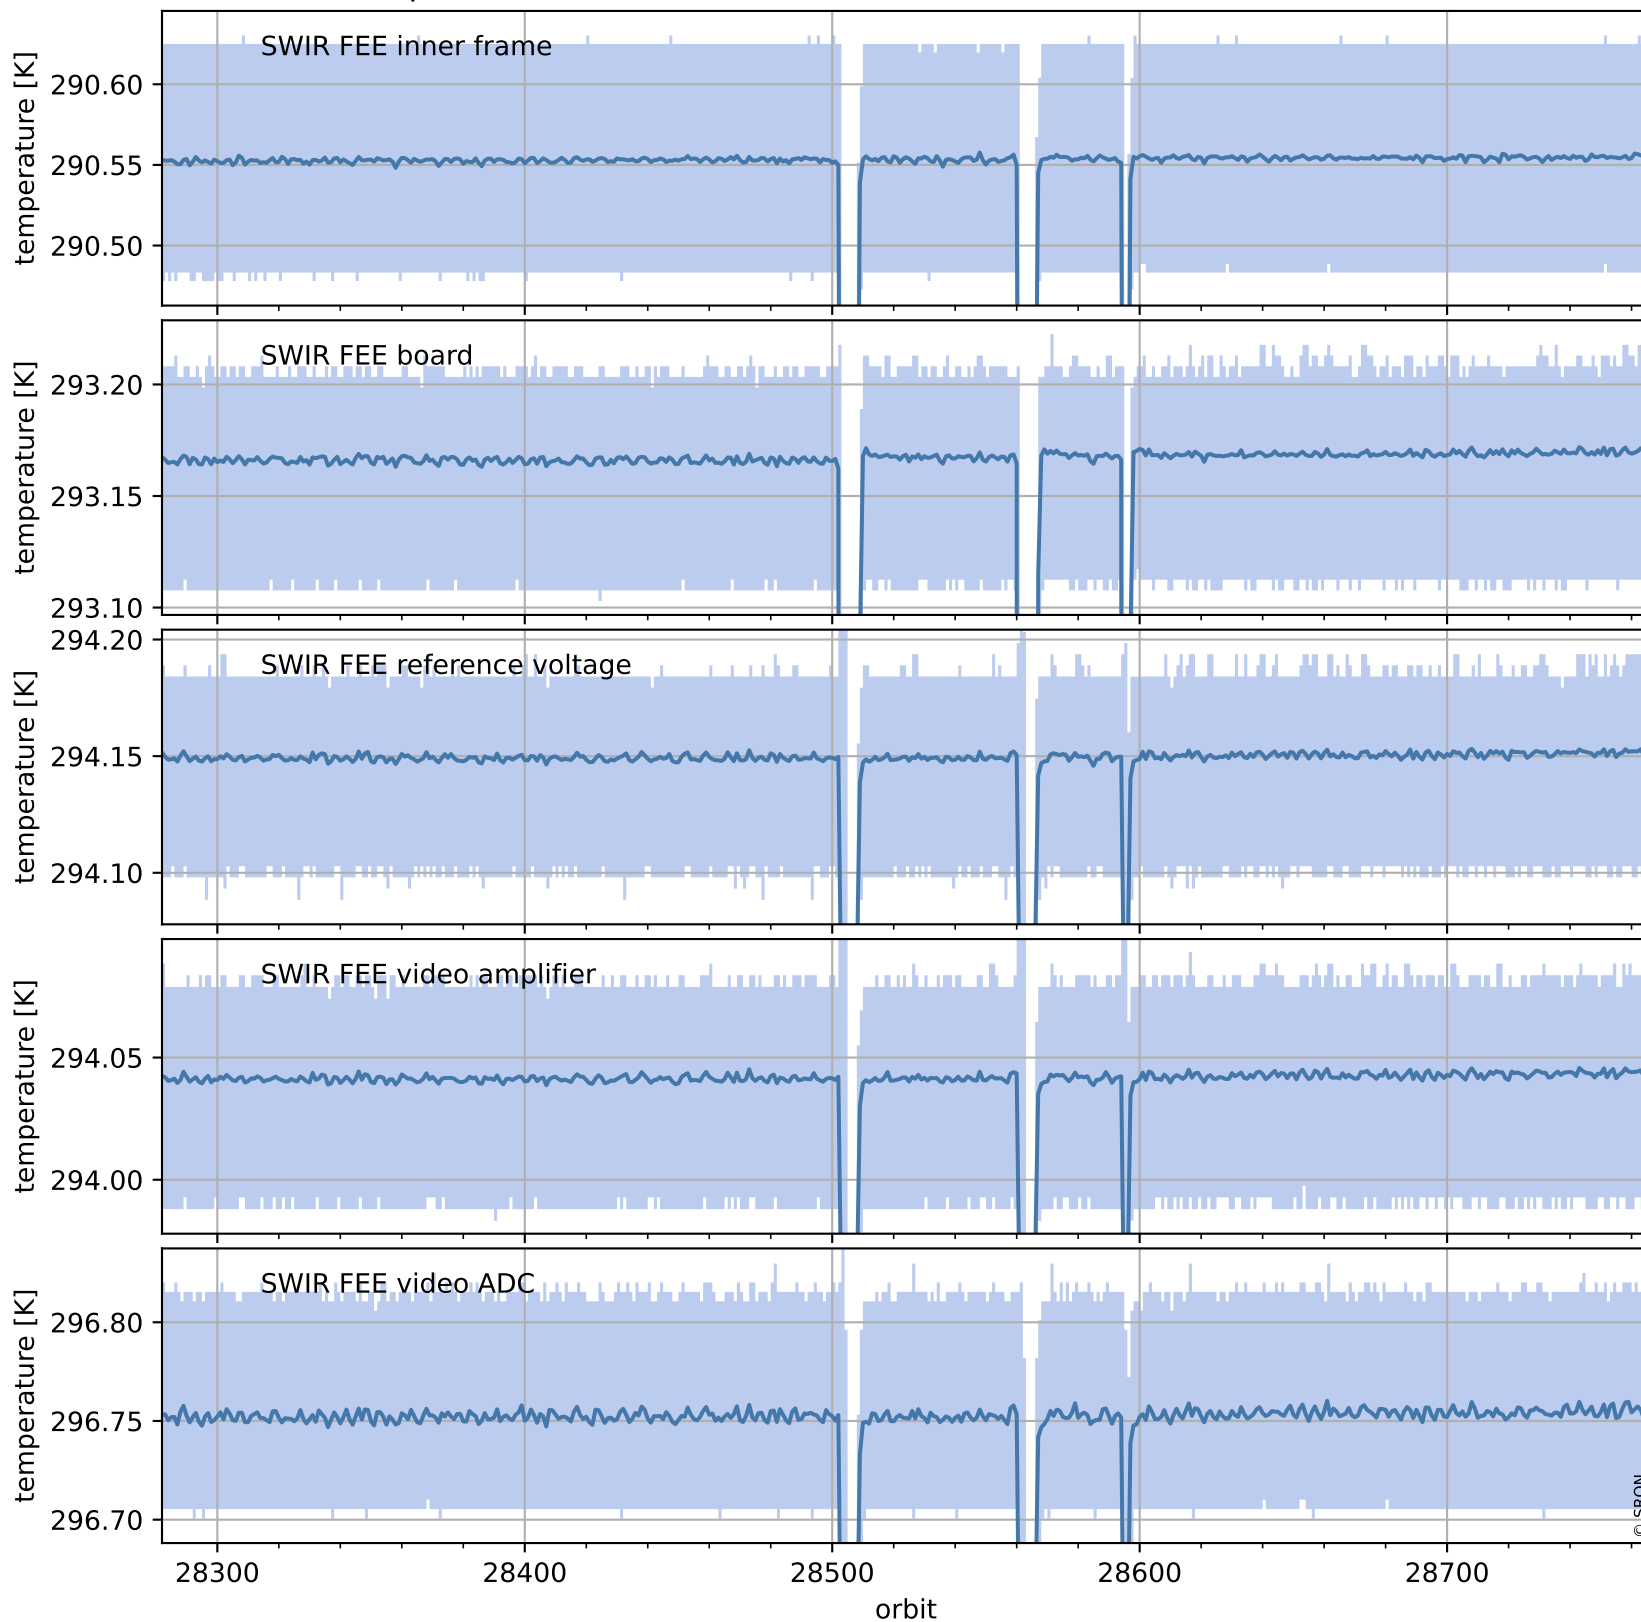 SWIR FEE inner frame
temperature [K]
290.60
290.55
290.50
SWIR FEE board
temperature [K]
293.20
293.15
293.10
SWIR FEE reference voltage
temperature [K]
294.20
294.15
294.10
SWIR FEE video amplifier
temperature [K]
294.05
294.00
SWIR FEE video ADC
temperature [K]
296.80
296.75
296.70
© SRON
28300
28400
28500
28600
28700
orbit